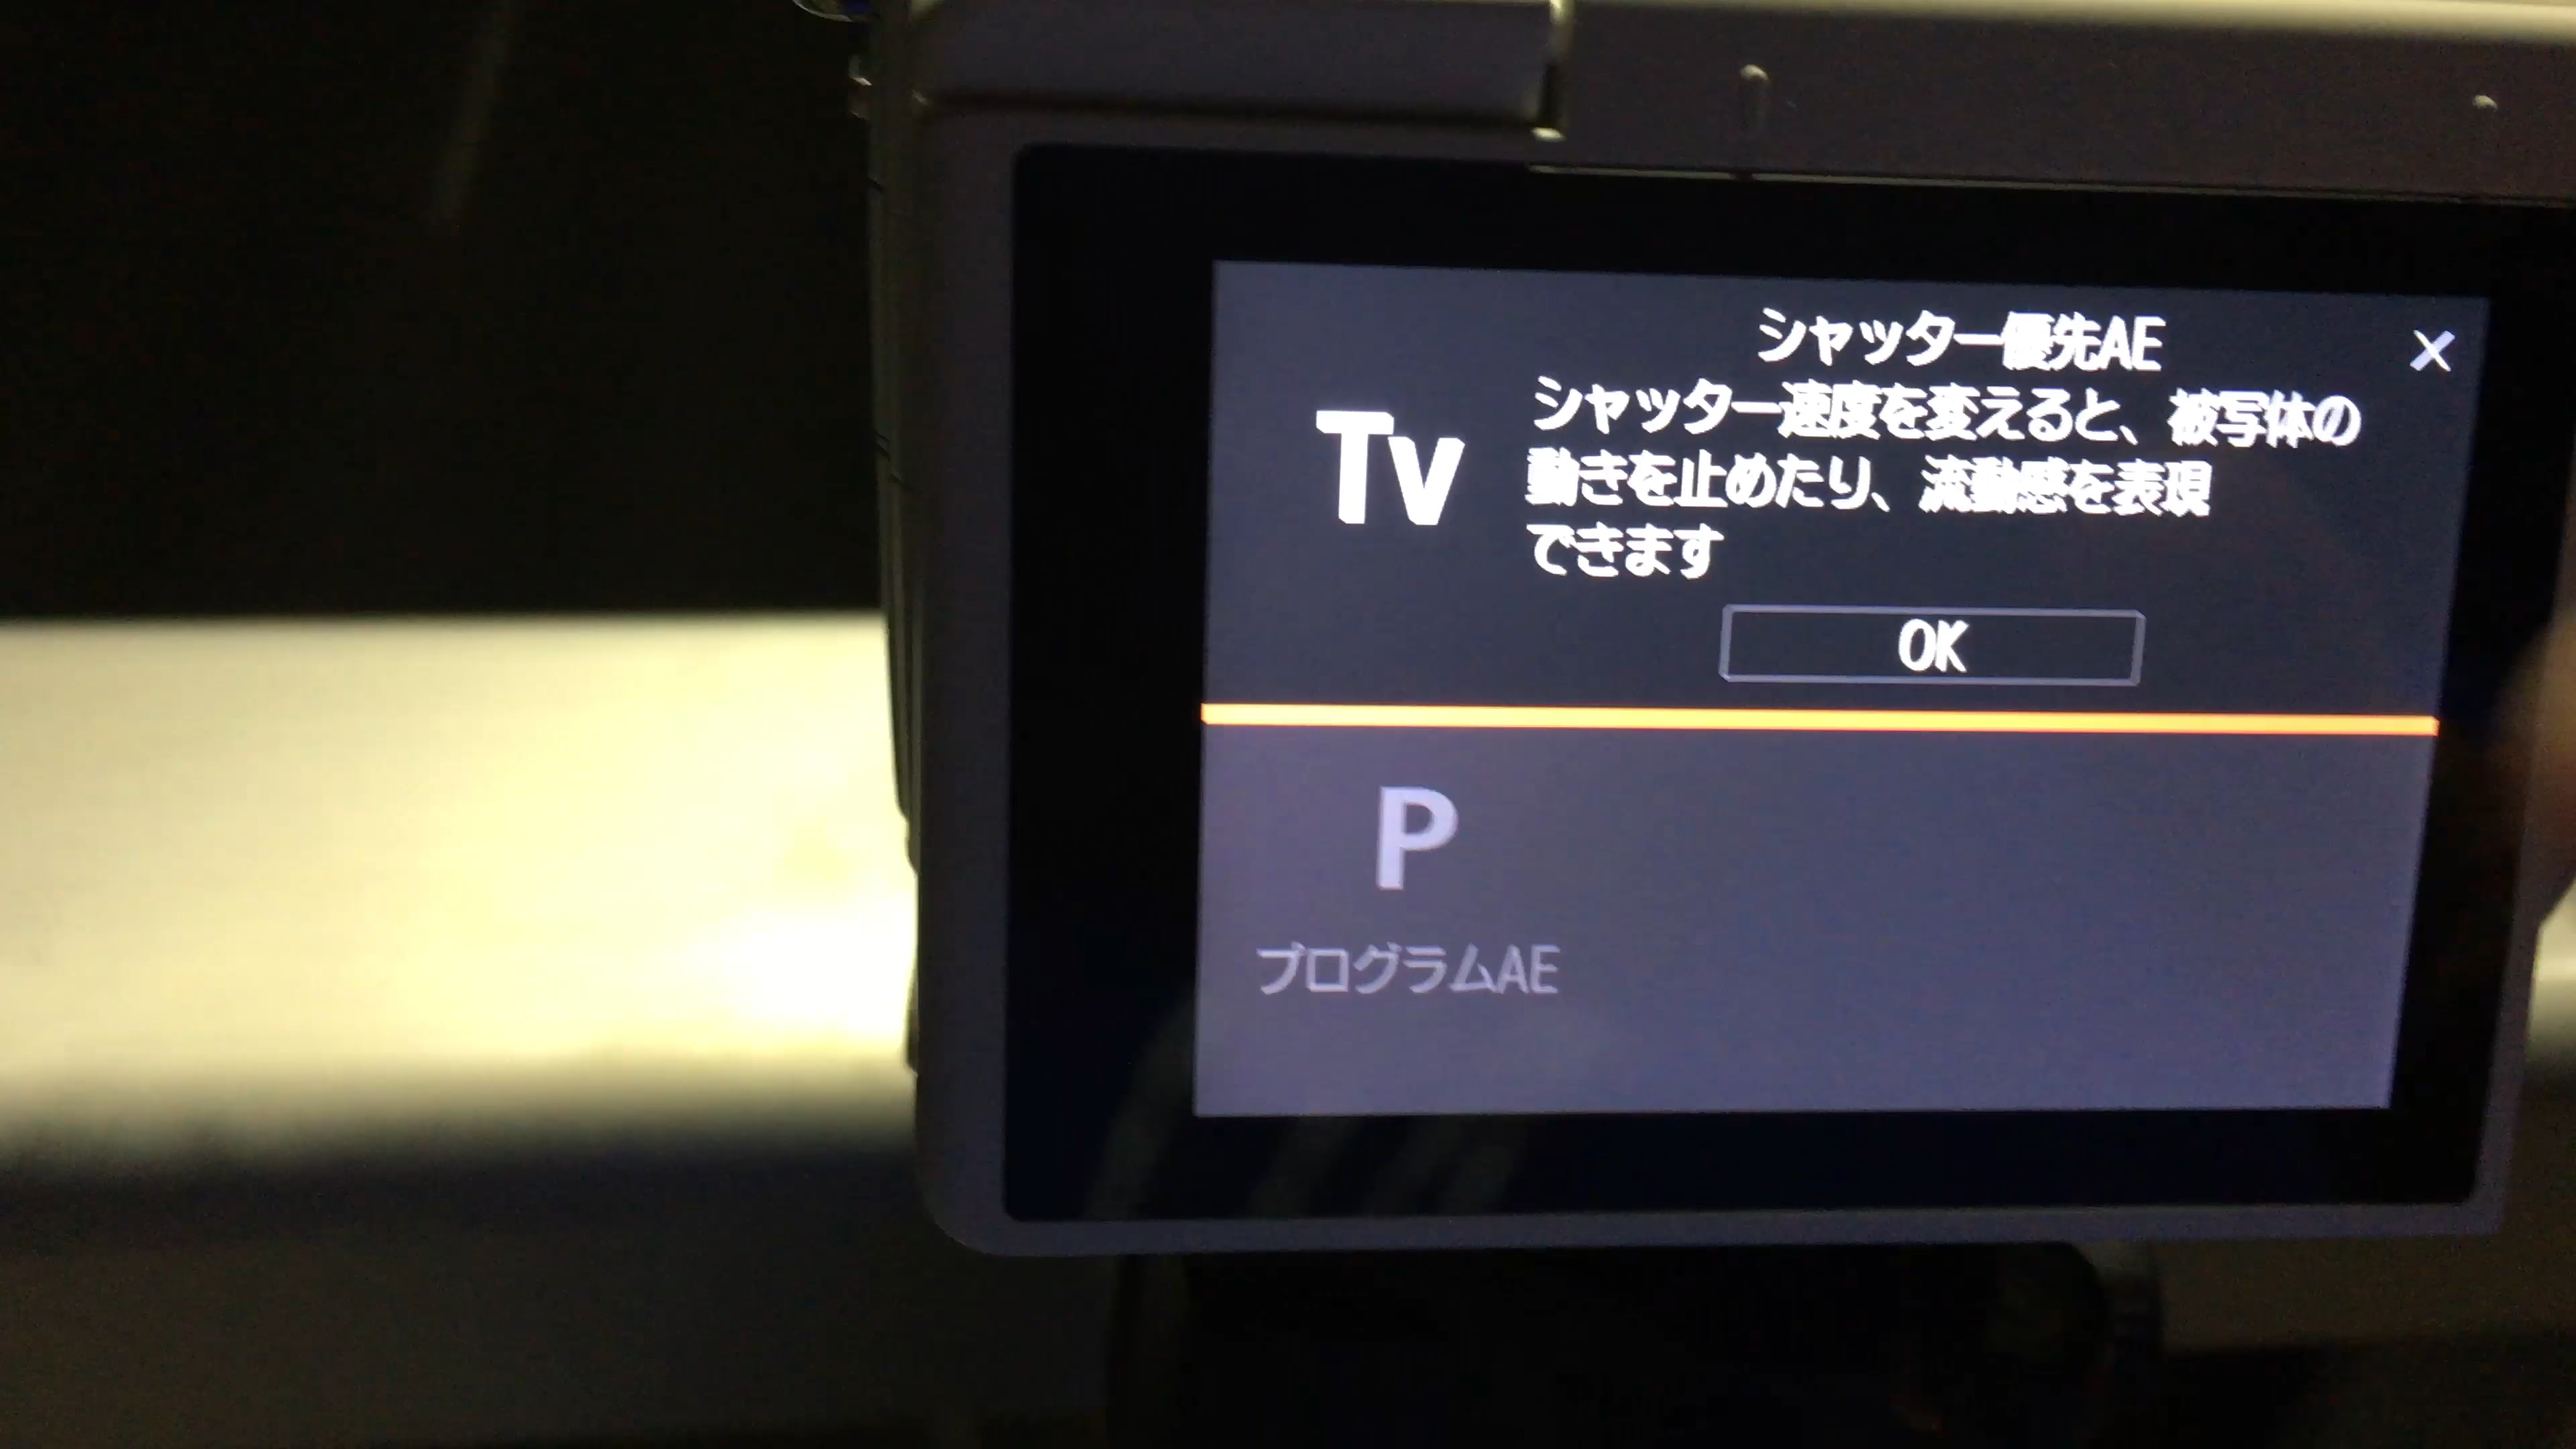 シャッター優先AE
Tv
シャッター速度を変えると、被写体の
動きを止めたり、流動感を表現
できます
OK
P
プログラムAE